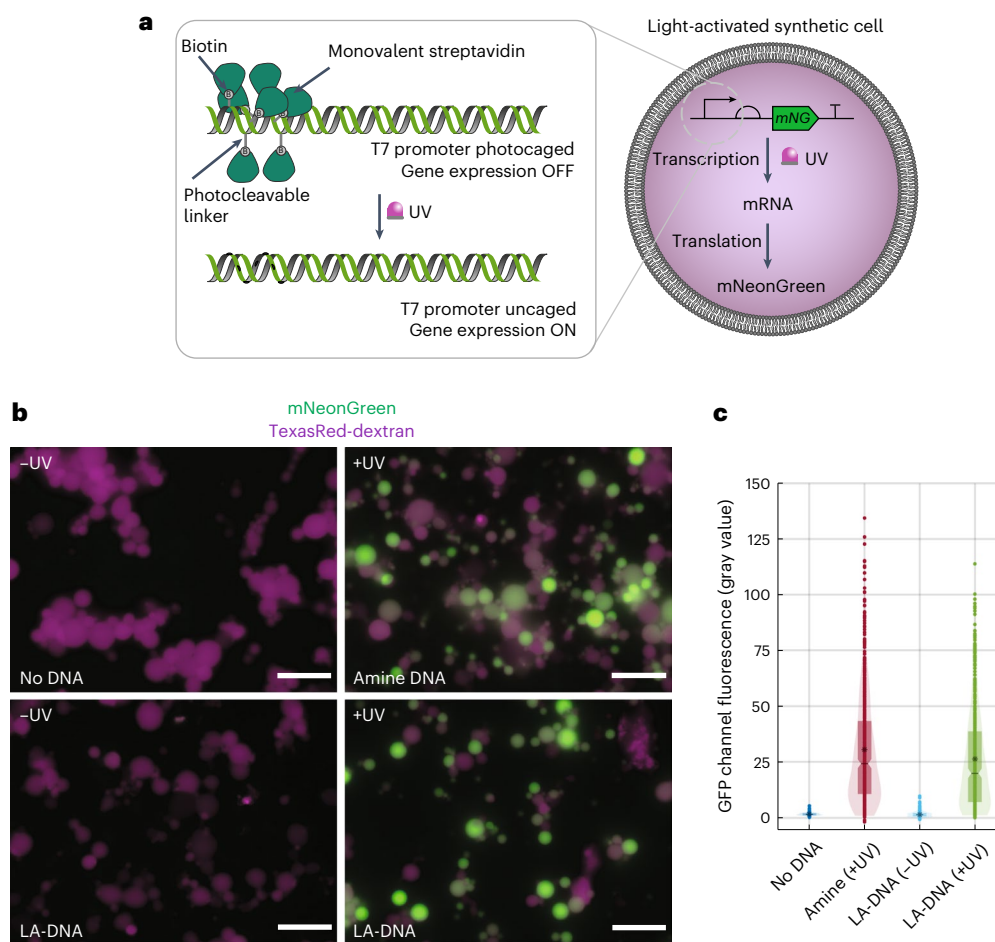 a
Light-activated synthetic cell
Biotin
Monovalent streptavidin
B
B
B
B
B
T7 promoter photocaged
Gene expression OFF
Photocleavable
linker
UV
T7 promoter uncaged
Gene expression ON
mNG
Transcription
UV
mRNA
Translation
mNeonGreen
b
mNeonGreen
TexasRed-dextran
–UV
No DNA
+UV
Amine DNA
–UV
LA-DNA
+UV
LA-DNA
c
GFP channel fluorescence (gray value)
150
125
100
75
50
25
0
No DNA
Amine (+UV)
LA-DNA (–UV)
LA-DNA (+UV)